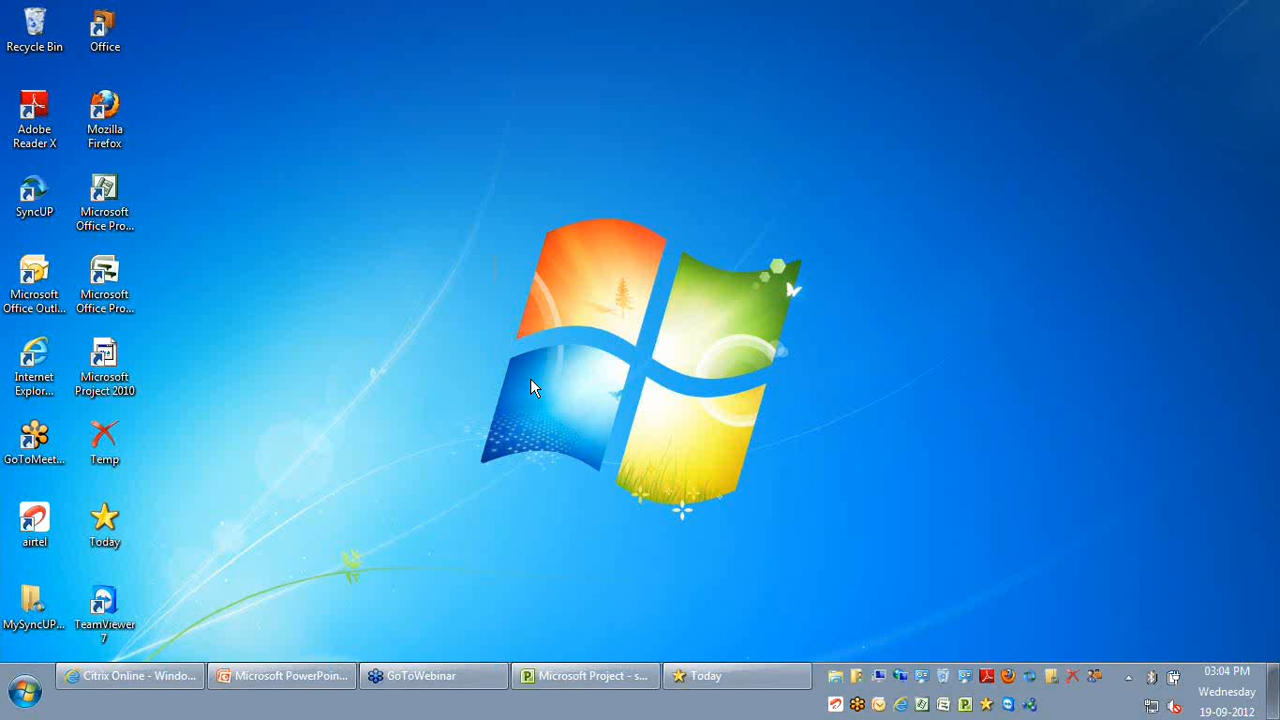 Recycle Bin
Office
Adobe
Reader X
Mozilla
Firefox
SyncUP
Microsoft
Office Pro...
Microsoft
Office Outl...
Microsoft
Office Pro...
Internet
Explor...
Microsoft
Project 2010
GoToMeet...
Temp
airtel
Today
MySyncUP...
TeamViewer
7
Citrix Online - Windo...
Microsoft PowerPoin...
GoToWebinar
Microsoft Project - s...
Today
03:04 PM
Wednesday
19-09-2012